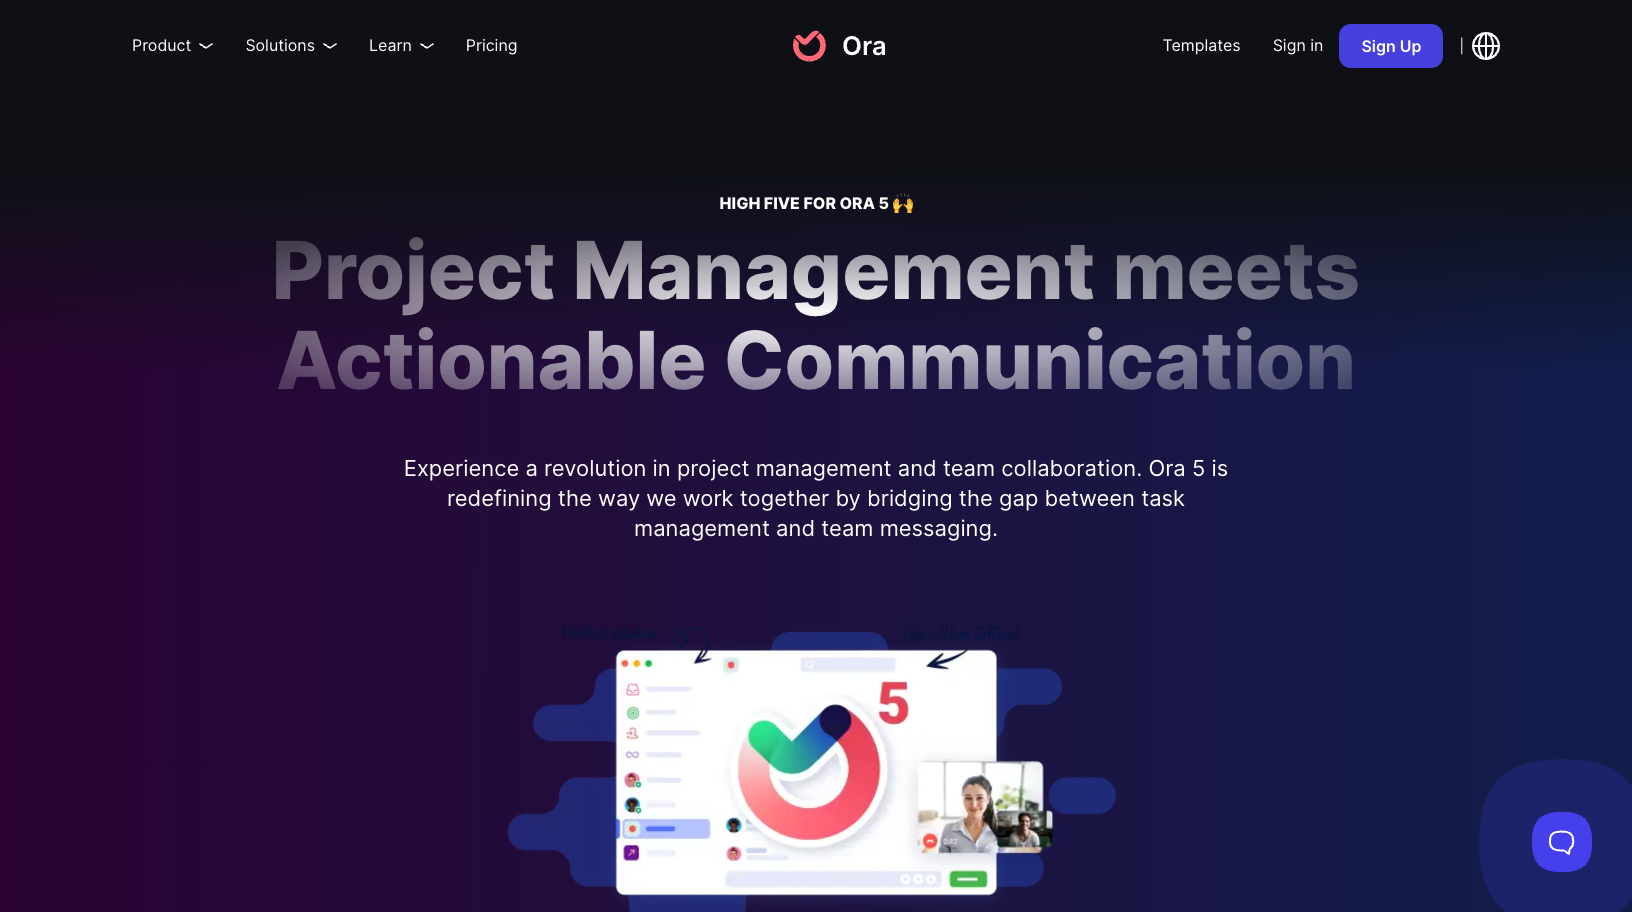 Product
Solutions
Learn
Pricing
Ora
Templates
Sign in
Sign Up
|
HIGH FIVE FOR ORA 5 🙌
Project Management meets
Actionable Communication
Experience a revolution in project management and team collaboration. Ora 5 is
redefining the way we work together by bridging the gap between task
management and team messaging.
5